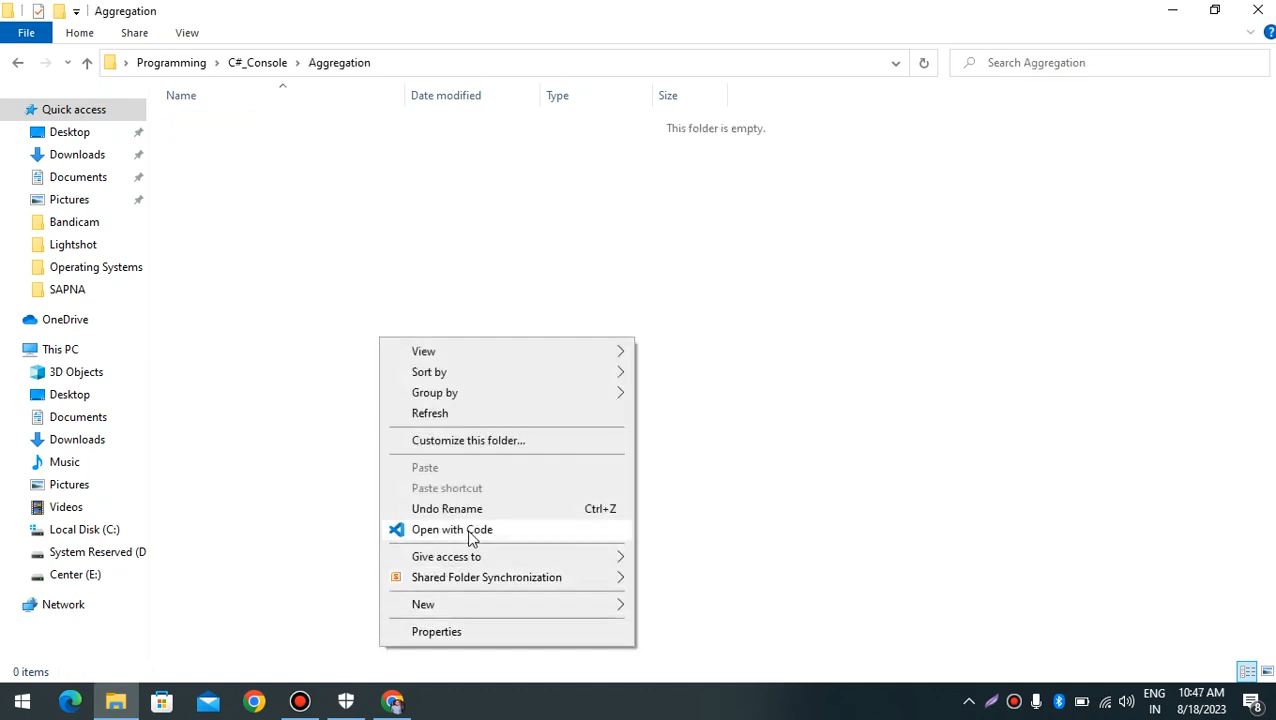 Aggregation
File Home Share View
Programming C#_Console Aggregation
Search Aggregation
Name Date modified Type Size
This folder is empty.
Quick access
Desktop
Downloads
Documents
Pictures
Bandicam
Lightshot
Operating Systems
SAPNA
OneDrive
This PC
3D Objects
Desktop
Documents
Downloads
Music
Pictures
Videos
Local Disk (C:)
System Reserved (D
Center (E:)
Network
View
Sort by
Group by
Refresh
Customize this folder...
Paste
Paste shortcut
Undo Rename Ctrl+Z
Open with Code
Give access to
Shared Folder Synchronization
New
Properties
0 items
ENG
IN
10:47 AM
8/18/2023
8